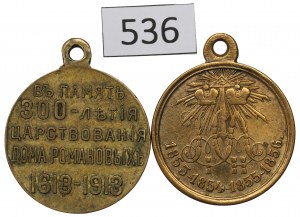 536
ВЪ ПАМЯТЬ
300-ЛѢТІЯ
ЦАРСТВОВАНІЯ
ДОМА РОМАНОВЫХЪ
1613-1913
1853-1854-1855-1856.